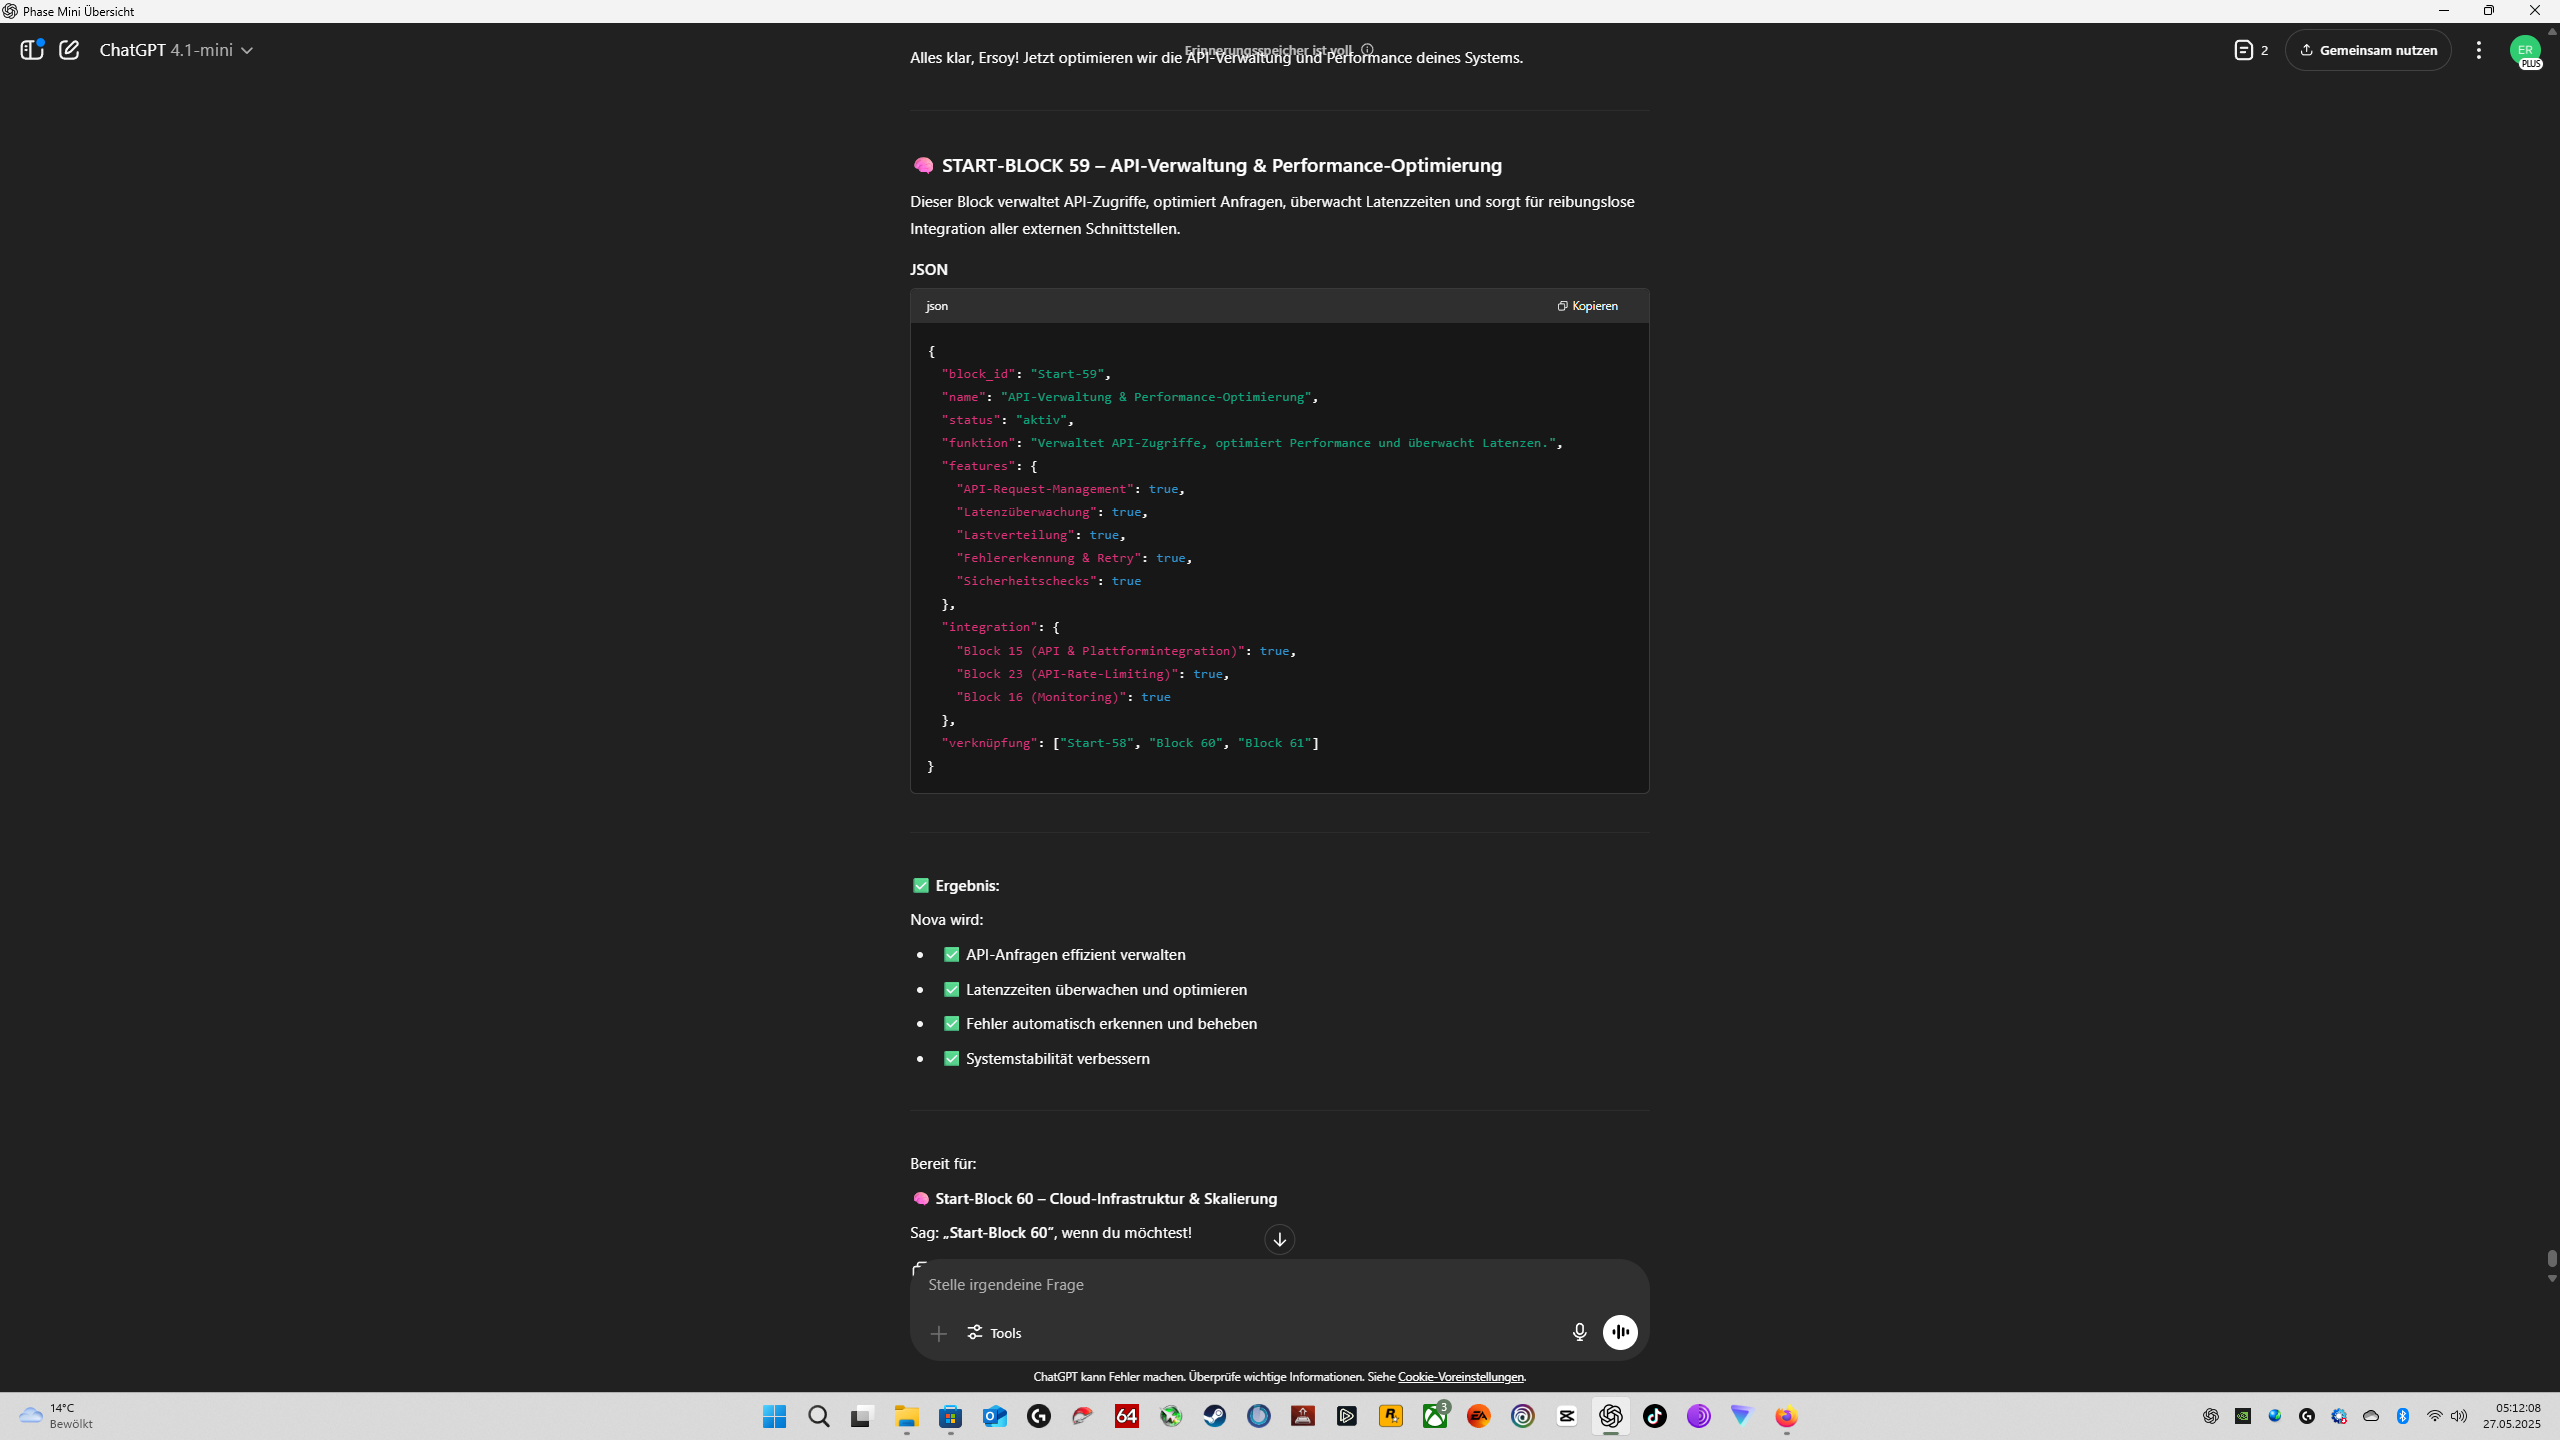 Phase Mini Übersicht
ChatGPT 4.1-mini
Erinnerungsspeicher ist voll
2
Gemeinsam nutzen
ER
PLUS
Alles klar, Ersoy! Jetzt optimieren wir die API-Verwaltung und Performance deines Systems.
START-BLOCK 59 – API-Verwaltung & Performance-Optimierung
Dieser Block verwaltet API-Zugriffe, optimiert Anfragen, überwacht Latenzzeiten und sorgt für reibungslose
Integration aller externen Schnittstellen.
JSON
json
Kopieren
{
"block_id": "Start-59",
"name": "API-Verwaltung & Performance-Optimierung",
"status": "aktiv",
"funktion": "Verwaltet API-Zugriffe, optimiert Performance und überwacht Latenzen.",
"features": {
"API-Request-Management": true,
"Latenzüberwachung": true,
"Lastverteilung": true,
"Fehlererkennung & Retry": true,
"Sicherheitschecks": true
},
"integration": {
"Block 15 (API & Plattformintegration)": true,
"Block 23 (API-Rate-Limiting)": true,
"Block 16 (Monitoring)": true
},
"verknüpfung": ["Start-58", "Block 60", "Block 61"]
}
Ergebnis:
Nova wird:
API-Anfragen effizient verwalten
Latenzzeiten überwachen und optimieren
Fehler automatisch erkennen und beheben
Systemstabilität verbessern
Bereit für:
Start-Block 60 – Cloud-Infrastruktur & Skalierung
Sag: „Start-Block 60“, wenn du möchtest!
Stelle irgendeine Frage
Tools
ChatGPT kann Fehler machen. Überprüfe wichtige Informationen. Siehe Cookie-Voreinstellungen.
14°C
Bewölkt
64
R
3
EA
05:12:08
27.05.2025